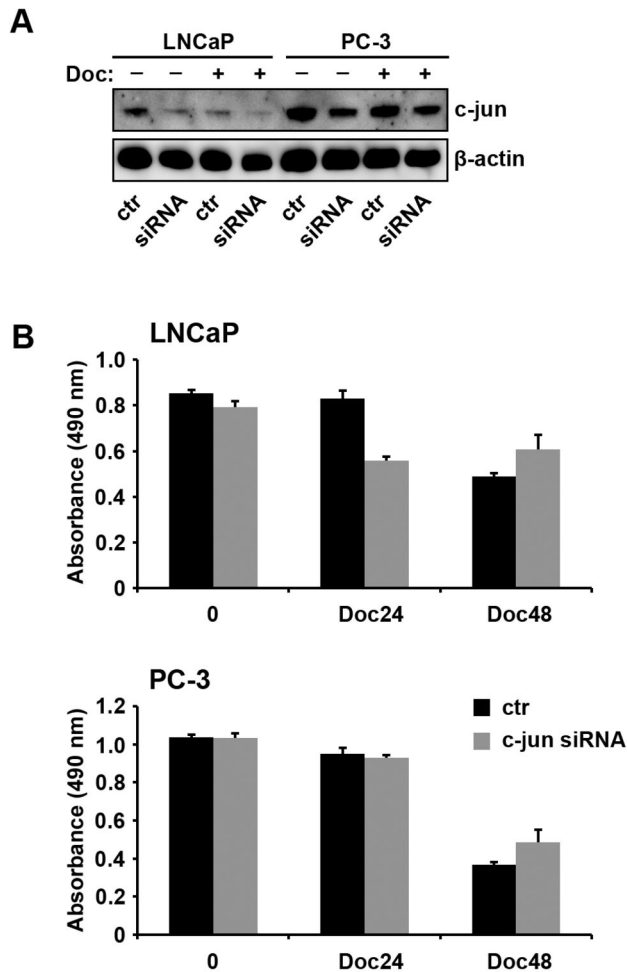 A
LNCaP PC-3
Doc: – – + + – – + +
c-jun
β-actin
ctr siRNA ctr siRNA ctr siRNA ctr siRNA
B
LNCaP
Absorbance (490 nm)
1.0
0.8
0.6
0.4
0.2
0
0 Doc24 Doc48
PC-3
Absorbance (490 nm)
1.2
1.0
0.8
0.6
0.4
0.2
0
ctr
c-jun siRNA
0 Doc24 Doc48